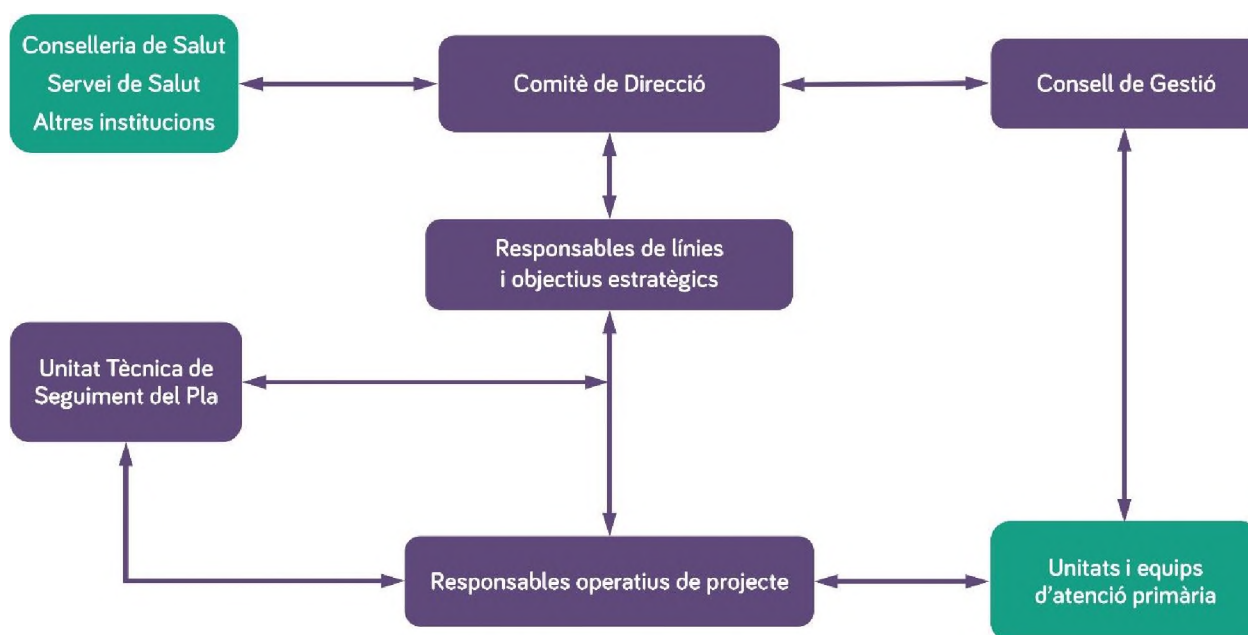 Conselleria de Salut
Servei de Salut
Altres institucions
Comitè de Direcció
Consell de Gestió
Responsables de línies
i objectius estratègics
Unitat Tècnica de
Seguiment del Pla
Responsables operatius de projecte
Unitats i equips
d'atenció primària